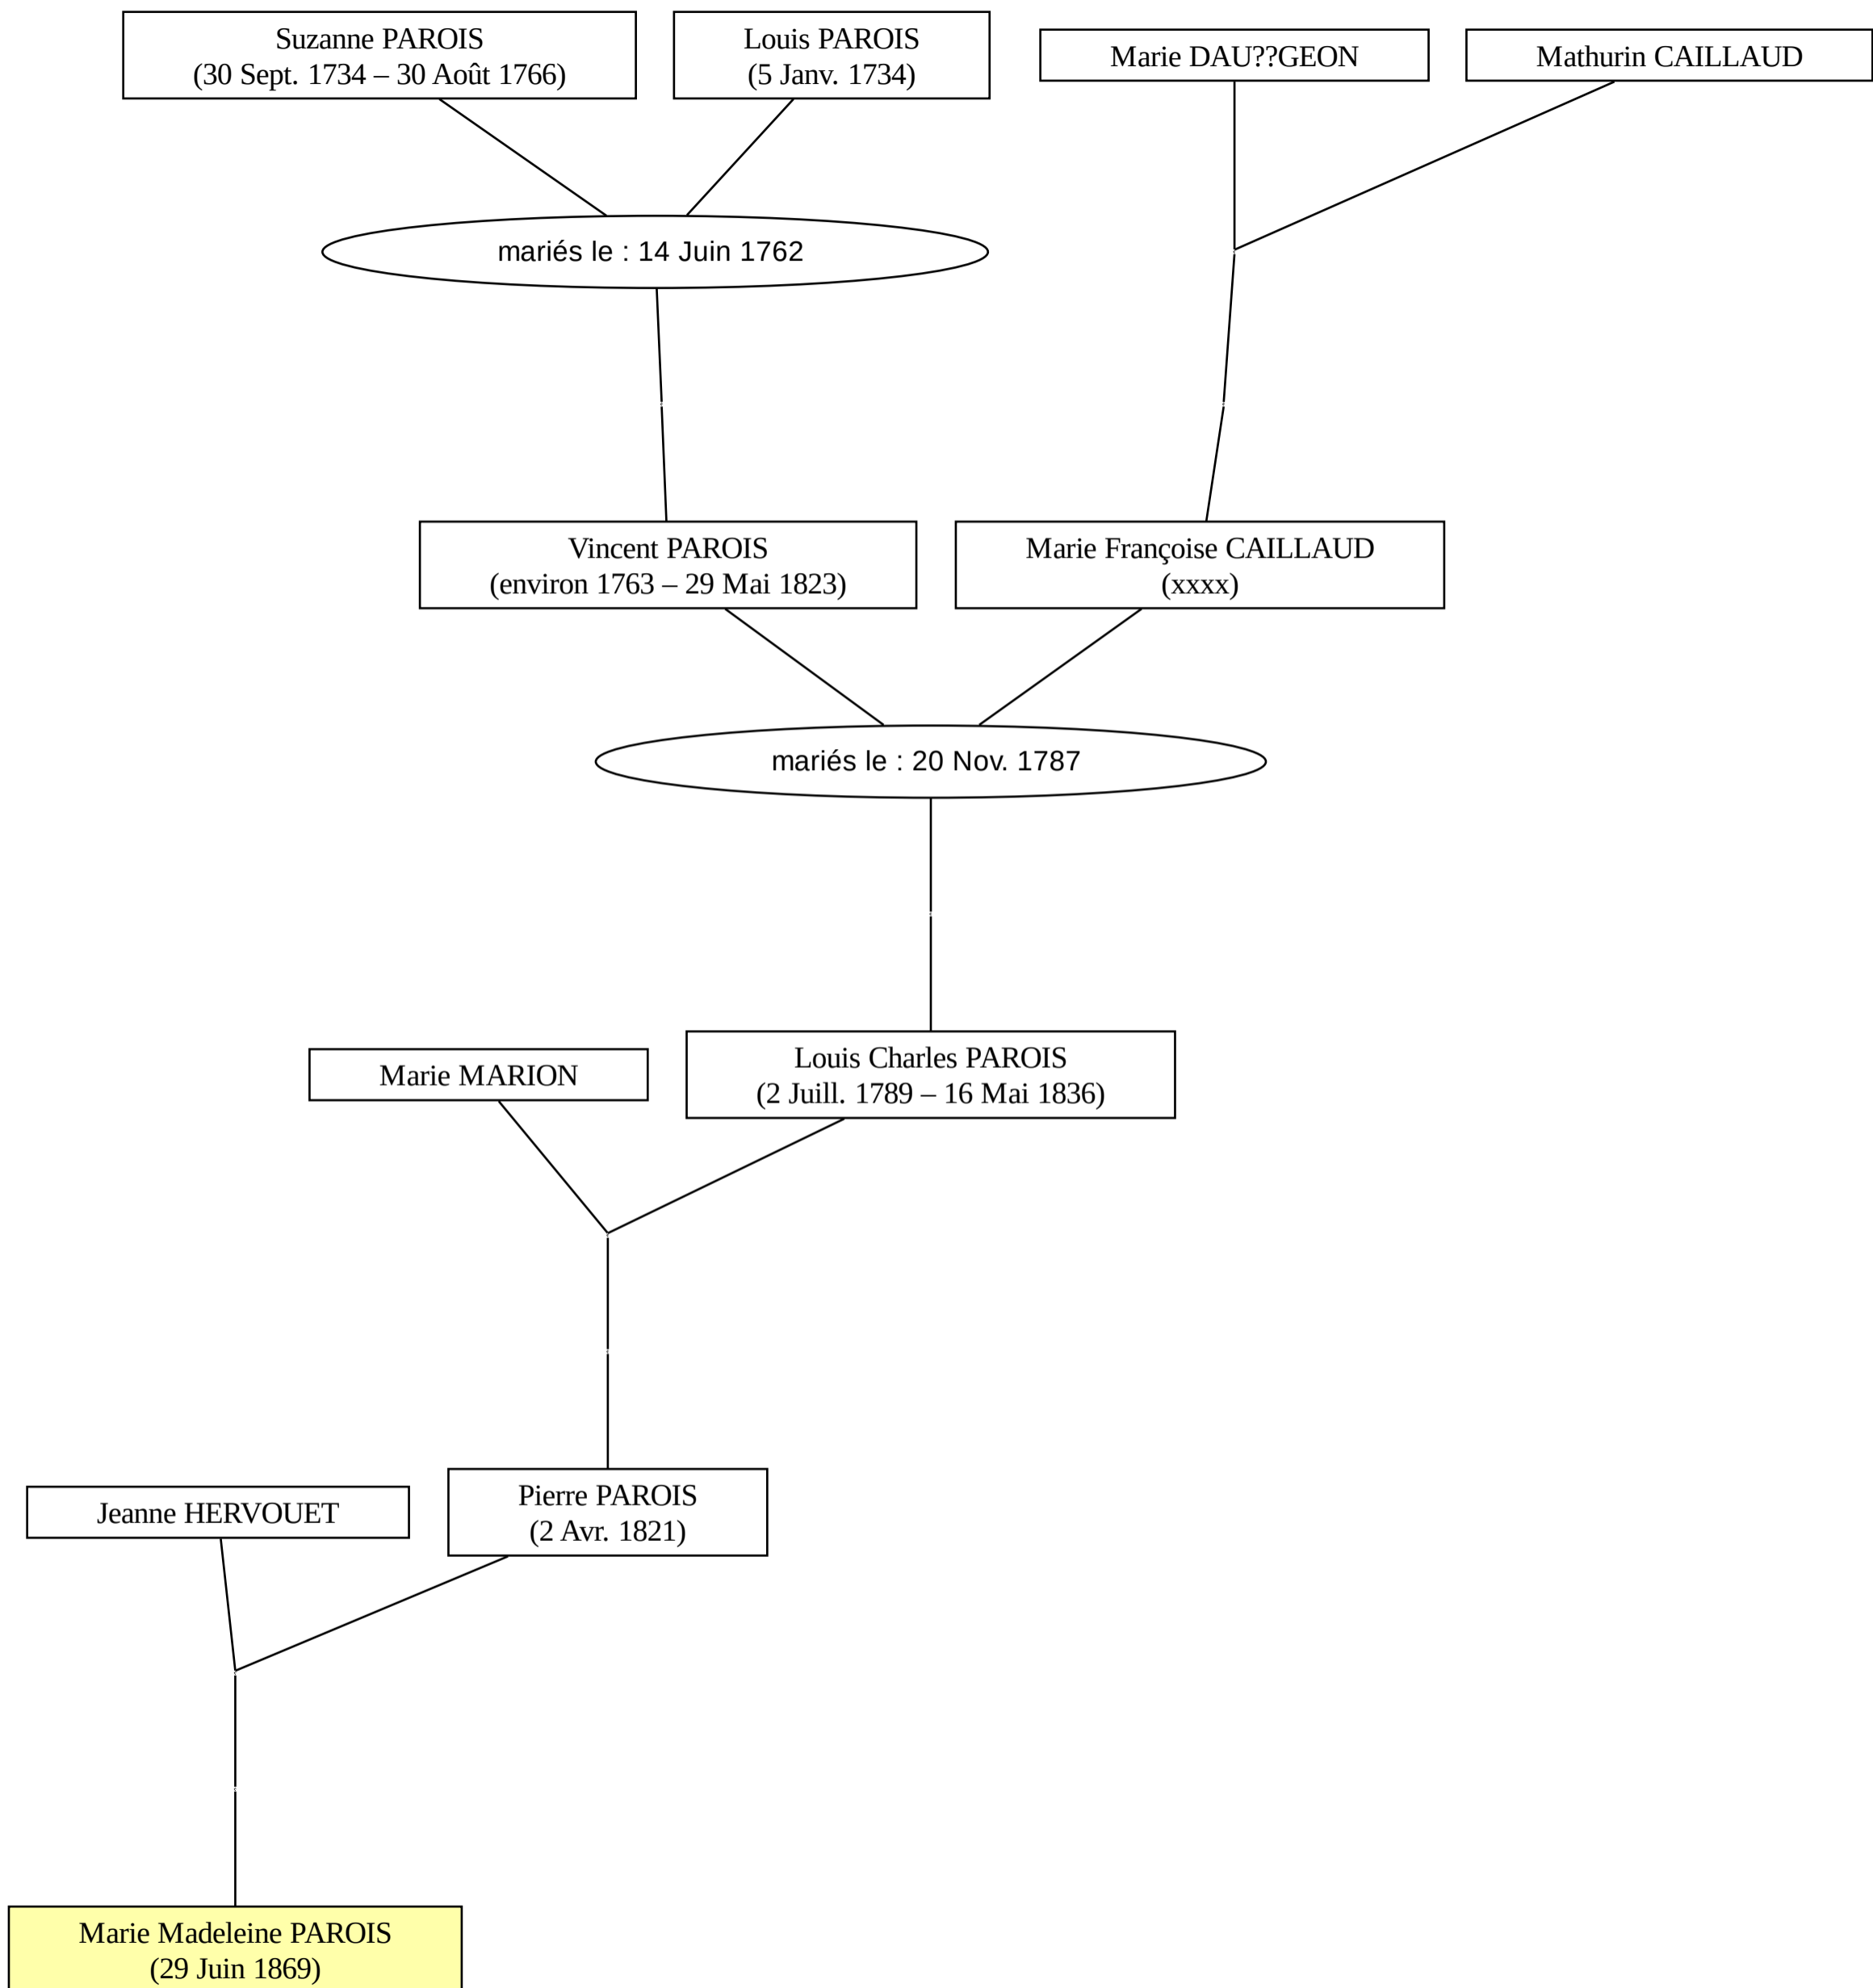 Suzanne PAROIS
(30 Sept. 1734 – 30 Août 1766)
Louis PAROIS
(5 Janv. 1734)
Marie DAU??GEON
Mathurin CAILLAUD
mariés le : 14 Juin 1762
Vincent PAROIS
(environ 1763 – 29 Mai 1823)
Marie Françoise CAILLAUD
(xxxx)
mariés le : 20 Nov. 1787
Marie MARION
Louis Charles PAROIS
(2 Juill. 1789 – 16 Mai 1836)
Jeanne HERVOUET
Pierre PAROIS
(2 Avr. 1821)
Marie Madeleine PAROIS
(29 Juin 1869)